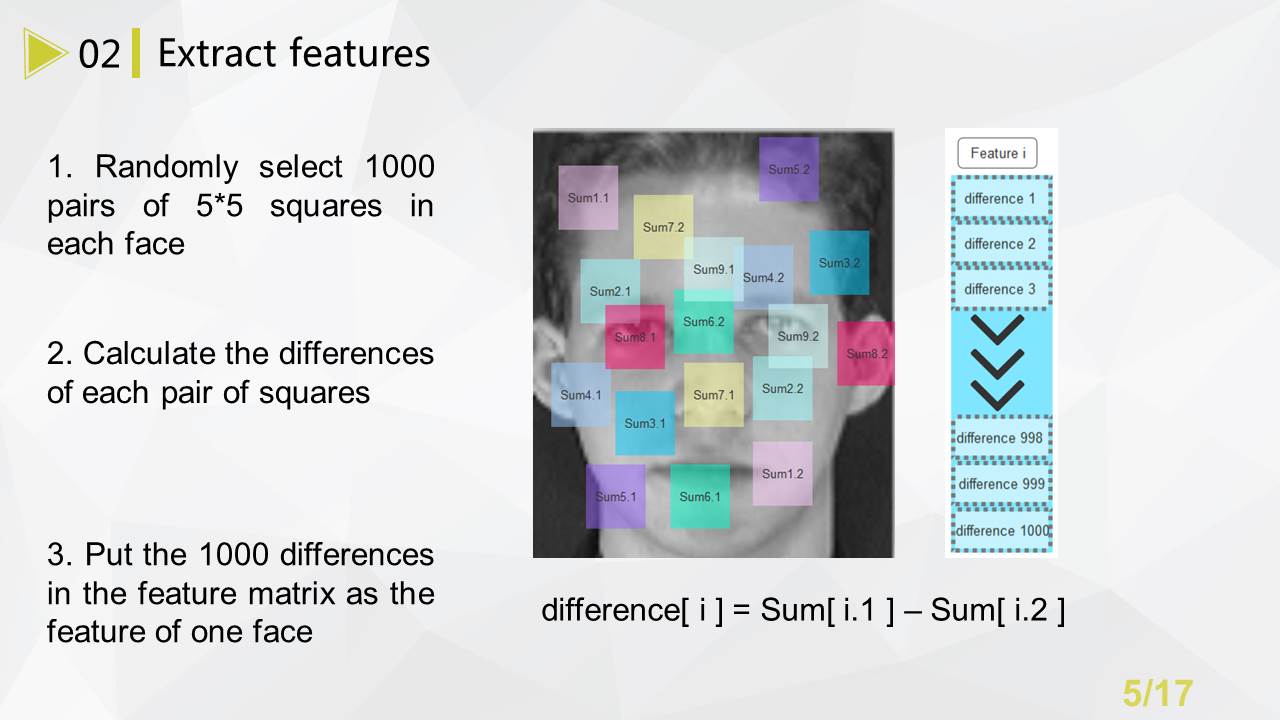 02 Extract features
1. Randomly select 1000
pairs of 5*5 squares in
each face
2. Calculate the differences
of each pair of squares
3. Put the 1000 differences
in the feature matrix as the
feature of one face
Sum5.2
Sum1.1
Sum7.2
Sum9.1
Sum4.2
Sum3.2
Sum2.1
Sum6.2
Sum8.1
Sum9.2
Sum8.2
Sum4.1
Sum7.1
Sum2.2
Sum3.1
Sum1.2
Sum5.1
Sum6.1
Feature i
difference 1
difference 2
difference 3
difference 998
difference 999
difference 1000
difference[ i ] = Sum[ i.1 ] – Sum[ i.2 ]
5/17